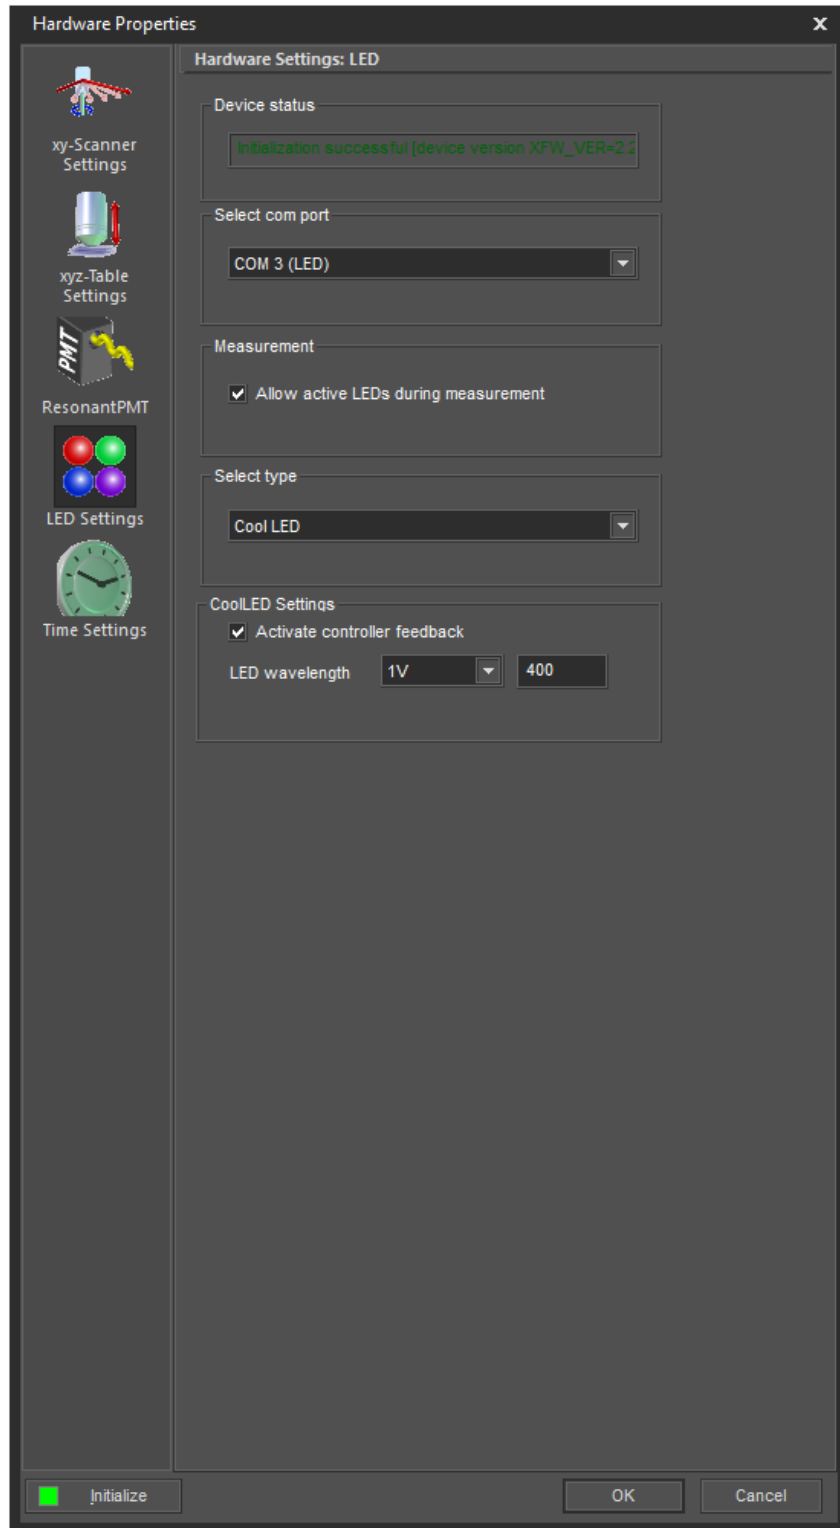 Hardware Properties
x
Hardware Settings: LED
xy-Scanner
Settings
xyz-Table
Settings
PMT
ResonantPMT
LED Settings
Time Settings
Device status
Initialization successful [device version XFW_VER=2.2
Select com port
COM 3 (LED)
Measurement
Allow active LEDs during measurement
Select type
Cool LED
CoolLED Settings
Activate controller feedback
LED wavelength 1V 400
Initialize
OK
Cancel